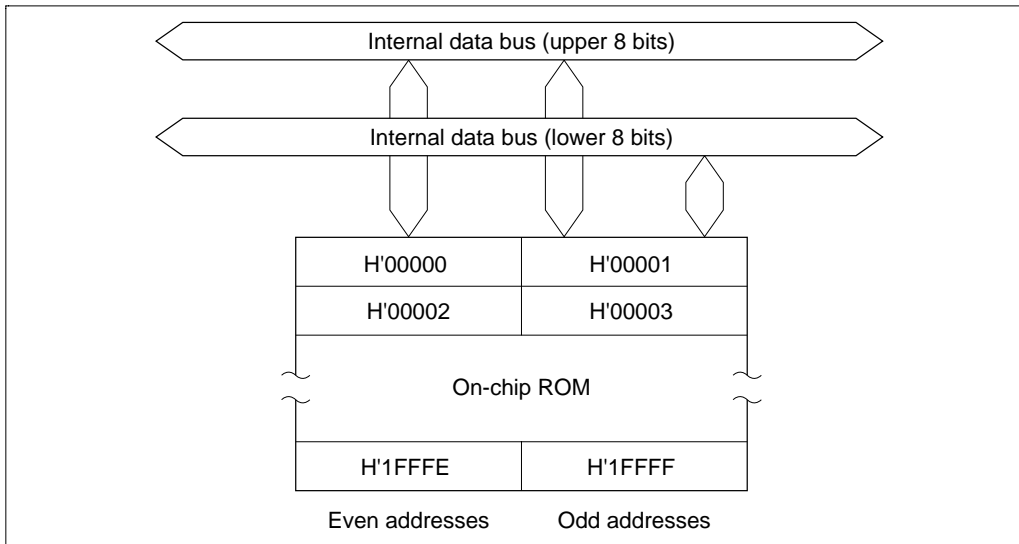 Internal data bus (upper 8 bits)
Internal data bus (lower 8 bits)
H'00000 H'00001
H'00002 H'00003
On-chip ROM
H'1FFFE H'1FFFF
Even addresses Odd addresses